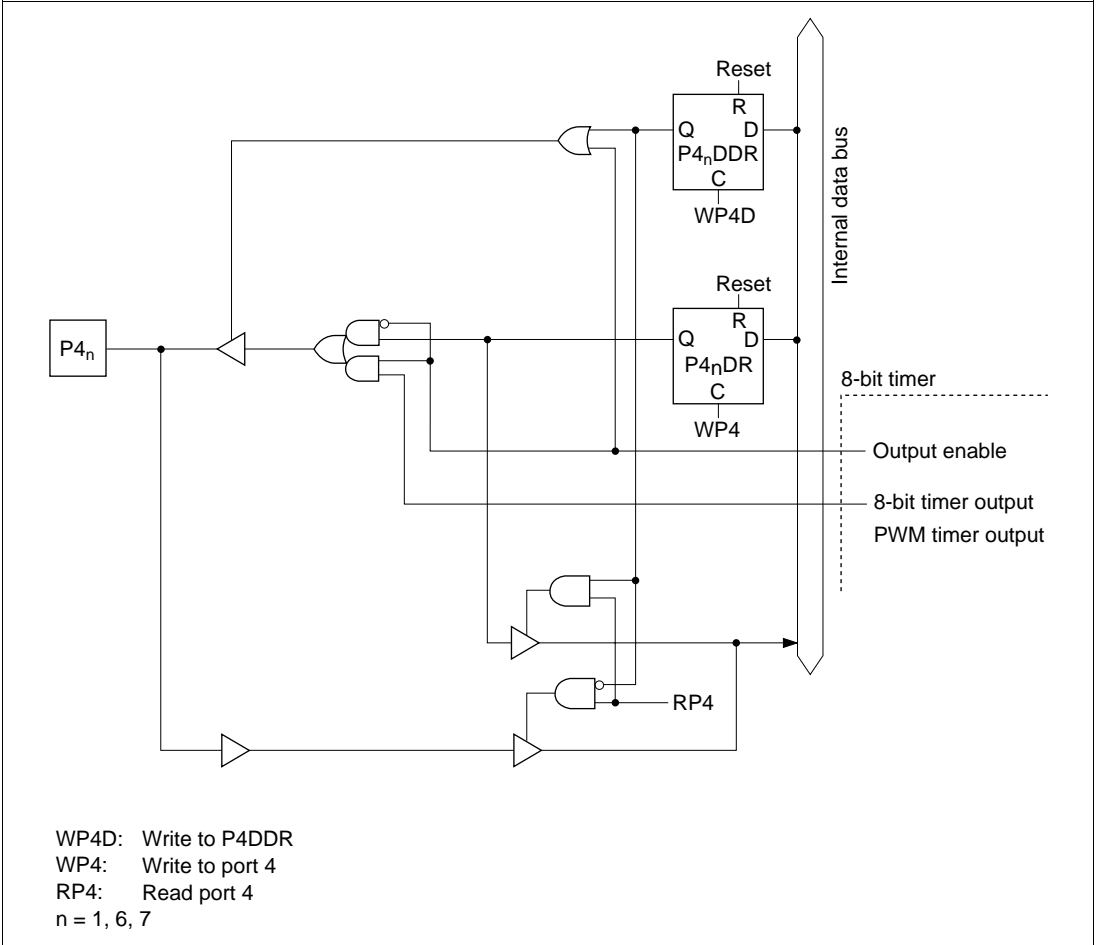 Reset
R
Q D
P4nDDR
C
WP4D
Internal data bus
Reset
R
Q D
P4nDR
C
WP4
P4n
8-bit timer
Output enable
8-bit timer output
PWM timer output
RP4
WP4D: Write to P4DDR
WP4: Write to port 4
RP4: Read port 4
n = 1, 6, 7